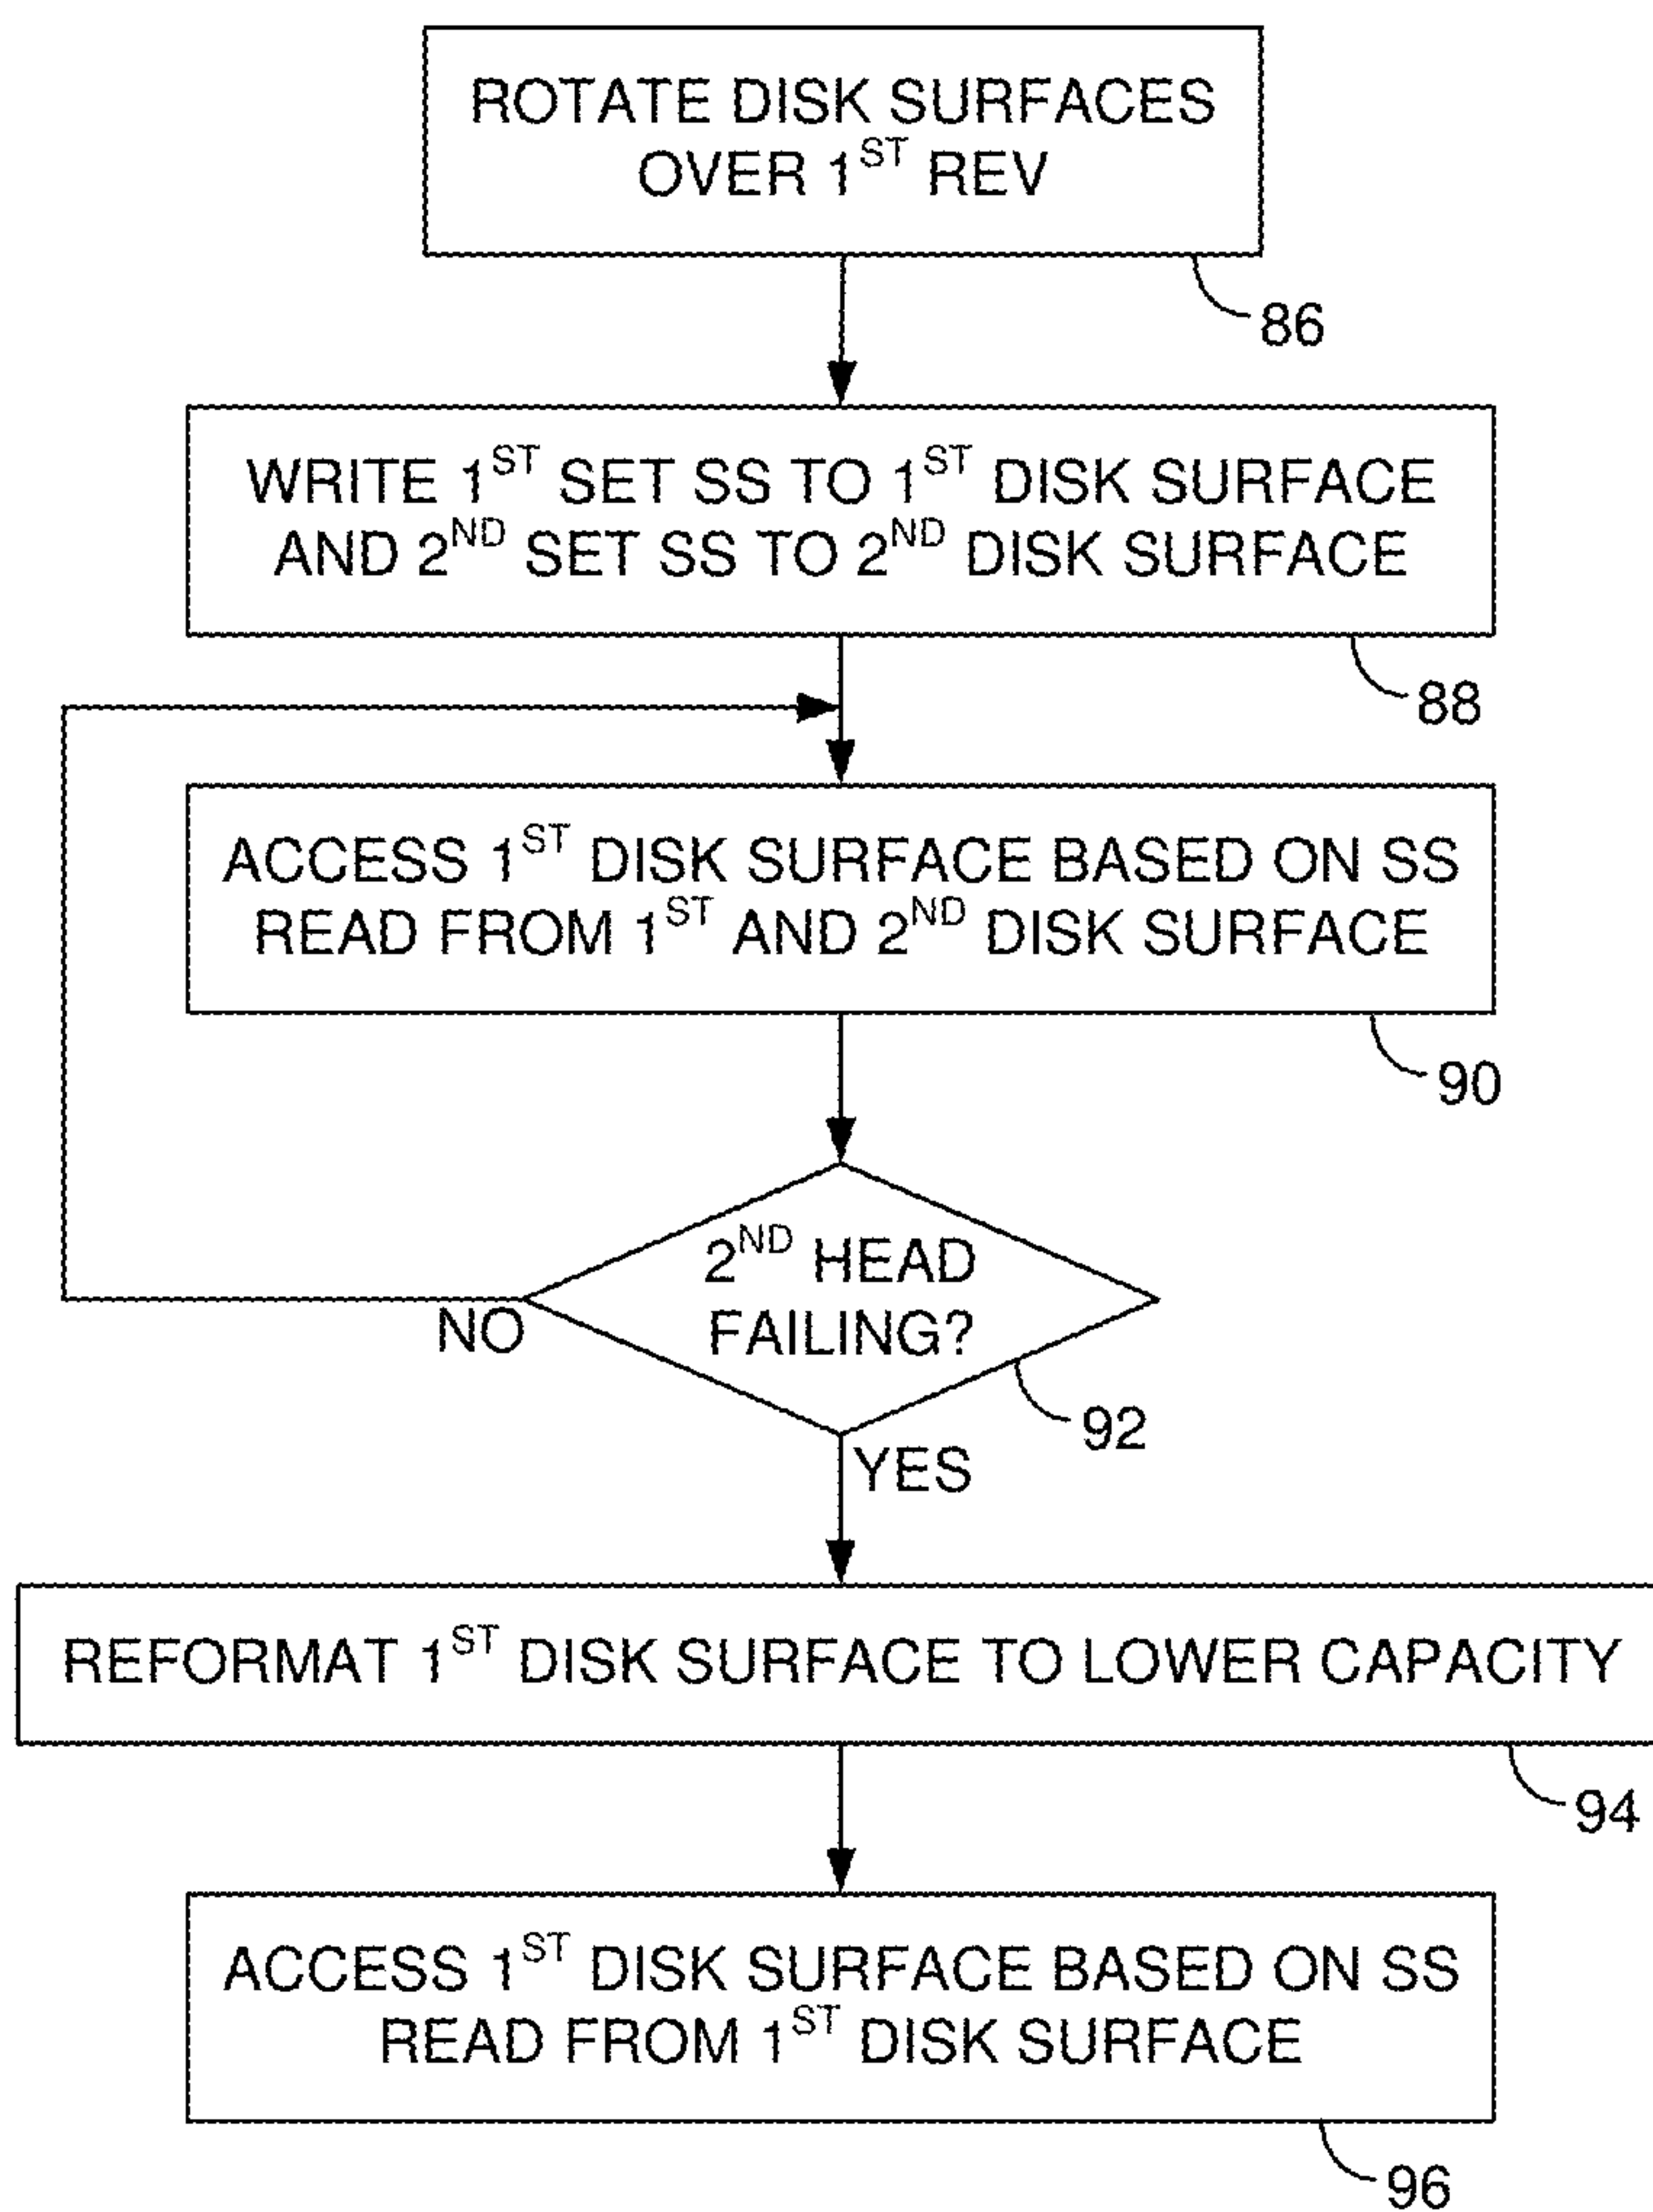 ROTATE DISK SURFACES
OVER 1ST REV
86
WRITE 1ST SET SS TO 1ST DISK SURFACE
AND 2ND SET SS TO 2ND DISK SURFACE
88
ACCESS 1ST DISK SURFACE BASED ON SS
READ FROM 1ST AND 2ND DISK SURFACE
90
2ND HEAD
FAILING?
NO
92
YES
REFORMAT 1ST DISK SURFACE TO LOWER CAPACITY
94
ACCESS 1ST DISK SURFACE BASED ON SS
READ FROM 1ST DISK SURFACE
96